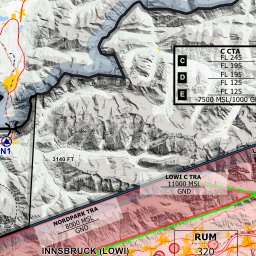 C CTA
C
FL 245
FL 195
D
FL 195
FL 125
E
FL 125
7500 MSL/1000 G
N1
3140 FT
LOWI C TRA
11000 MSL
GND
NORDPARK TRA
8000 MSL
GND
RUM
320
INNSBRUCK (LOWI)